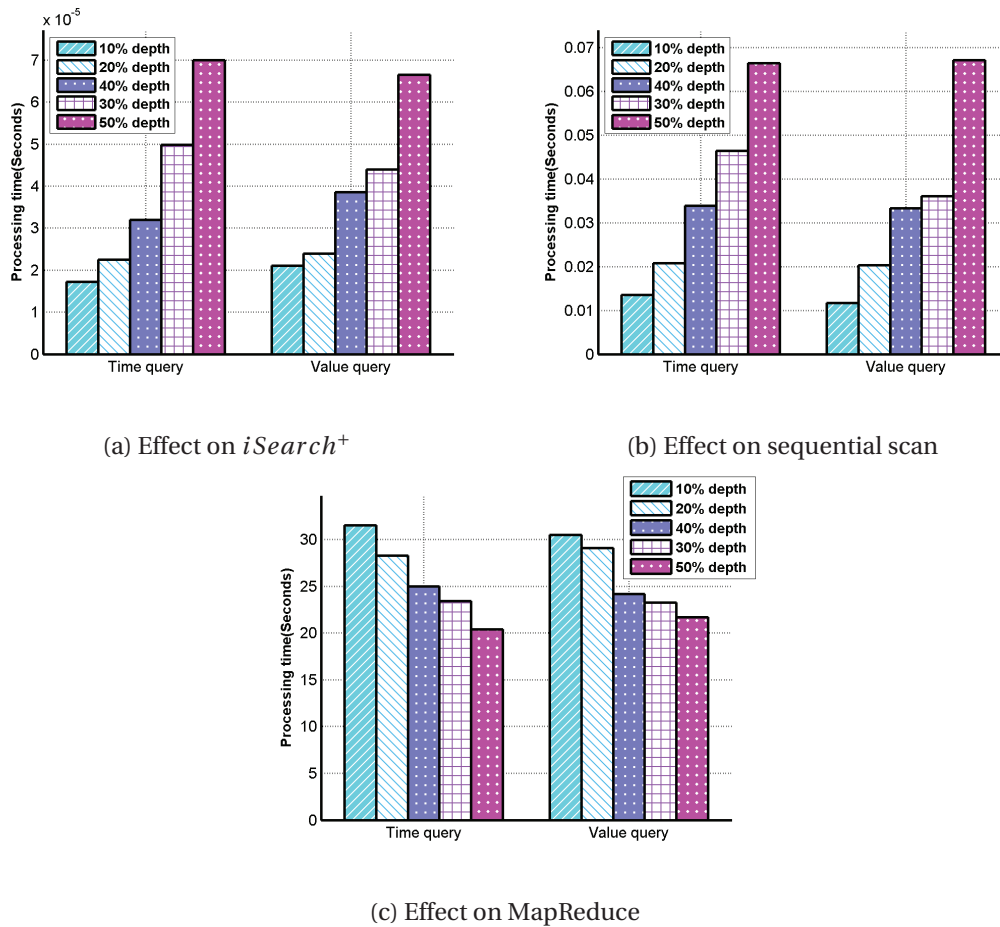 x 10^-5
7
6
5
4
3
2
1
0
Processing time(Seconds)
10% depth
20% depth
40% depth
30% depth
50% depth
Time query
Value query
(a) Effect on iSearch⁺
0.07
0.06
0.05
0.04
0.03
0.02
0.01
0
Processing time(Seconds)
10% depth
20% depth
40% depth
30% depth
50% depth
Time query
Value query
(b) Effect on sequential scan
30
25
20
15
10
5
0
Processing time(Seconds)
10% depth
20% depth
40% depth
30% depth
50% depth
Time query
Value query
(c) Effect on MapReduce